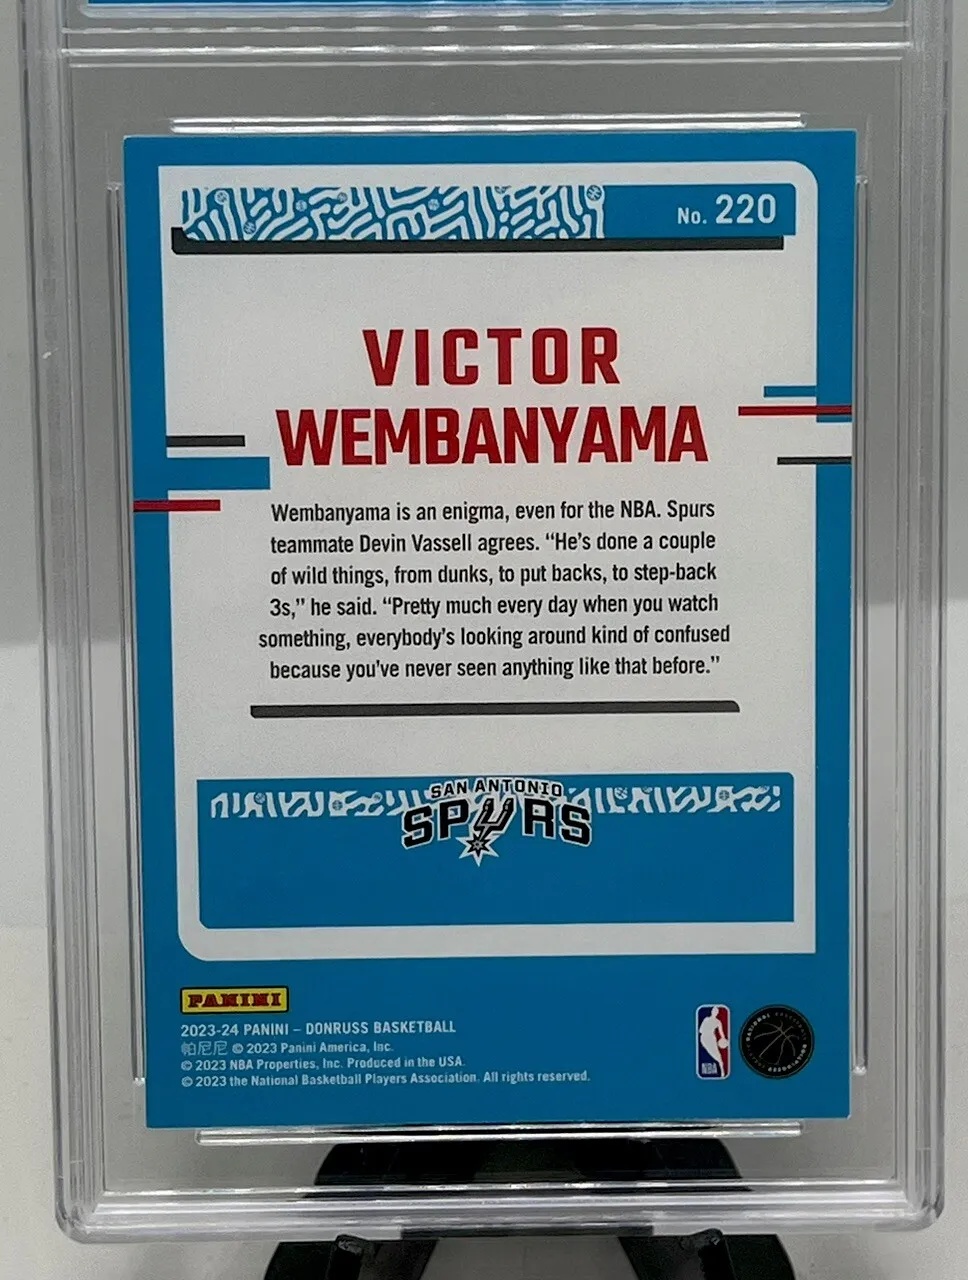 No. 220
VICTOR
WEMBANYAMA
Wembanyama is an enigma, even for the NBA. Spurs
teammate Devin Vassell agrees. “He’s done a couple
of wild things, from dunks, to put backs, to step-back
3s,” he said. “Pretty much every day when you watch
something, everybody’s looking around kind of confused
because you’ve never seen anything like that before.”
SAN ANTONIO
SPURS
PANINI
2023-24 PANINI – DONRUSS BASKETBALL
帕尼尼 © 2023 Panini America, Inc.
© 2023 NBA Properties, Inc. Produced in the USA.
© 2023 the National Basketball Players Association. All rights reserved.
NBA